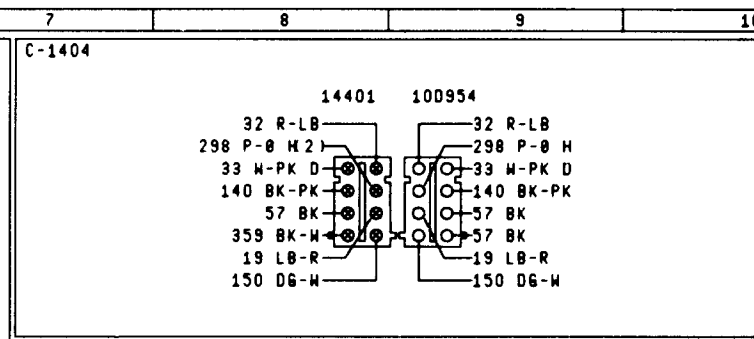 7 8 9 10
C-1404
14401 10D954
32 R-LB 32 R-LB
298 P-O H(2) 298 P-O H
33 W-PK D 33 W-PK D
140 BK-PK 140 BK-PK
57 BK 57 BK
359 BK-W 57 BK
19 LB-R 19 LB-R
150 DG-W 150 DG-W